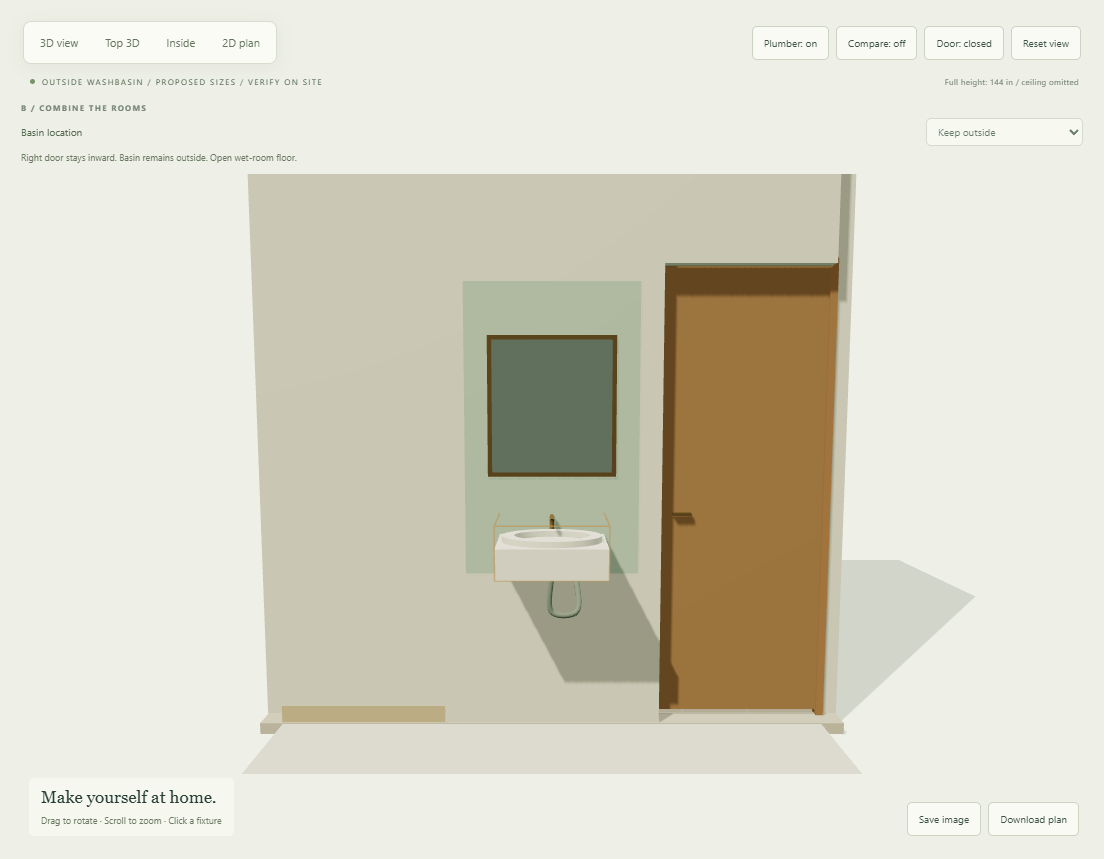 3D view Top 3D Inside 2D plan
Plumber: on Compare: off Door: closed Reset view
OUTSIDE WASHBASIN / PROPOSED SIZES / VERIFY ON SITE
Full height: 144 in / ceiling omitted
B / COMBINE THE ROOMS
Basin location
Keep outside
Right door stays inward. Basin remains outside. Open wet-room floor.
Make yourself at home.
Drag to rotate · Scroll to zoom · Click a fixture
Save image Download plan